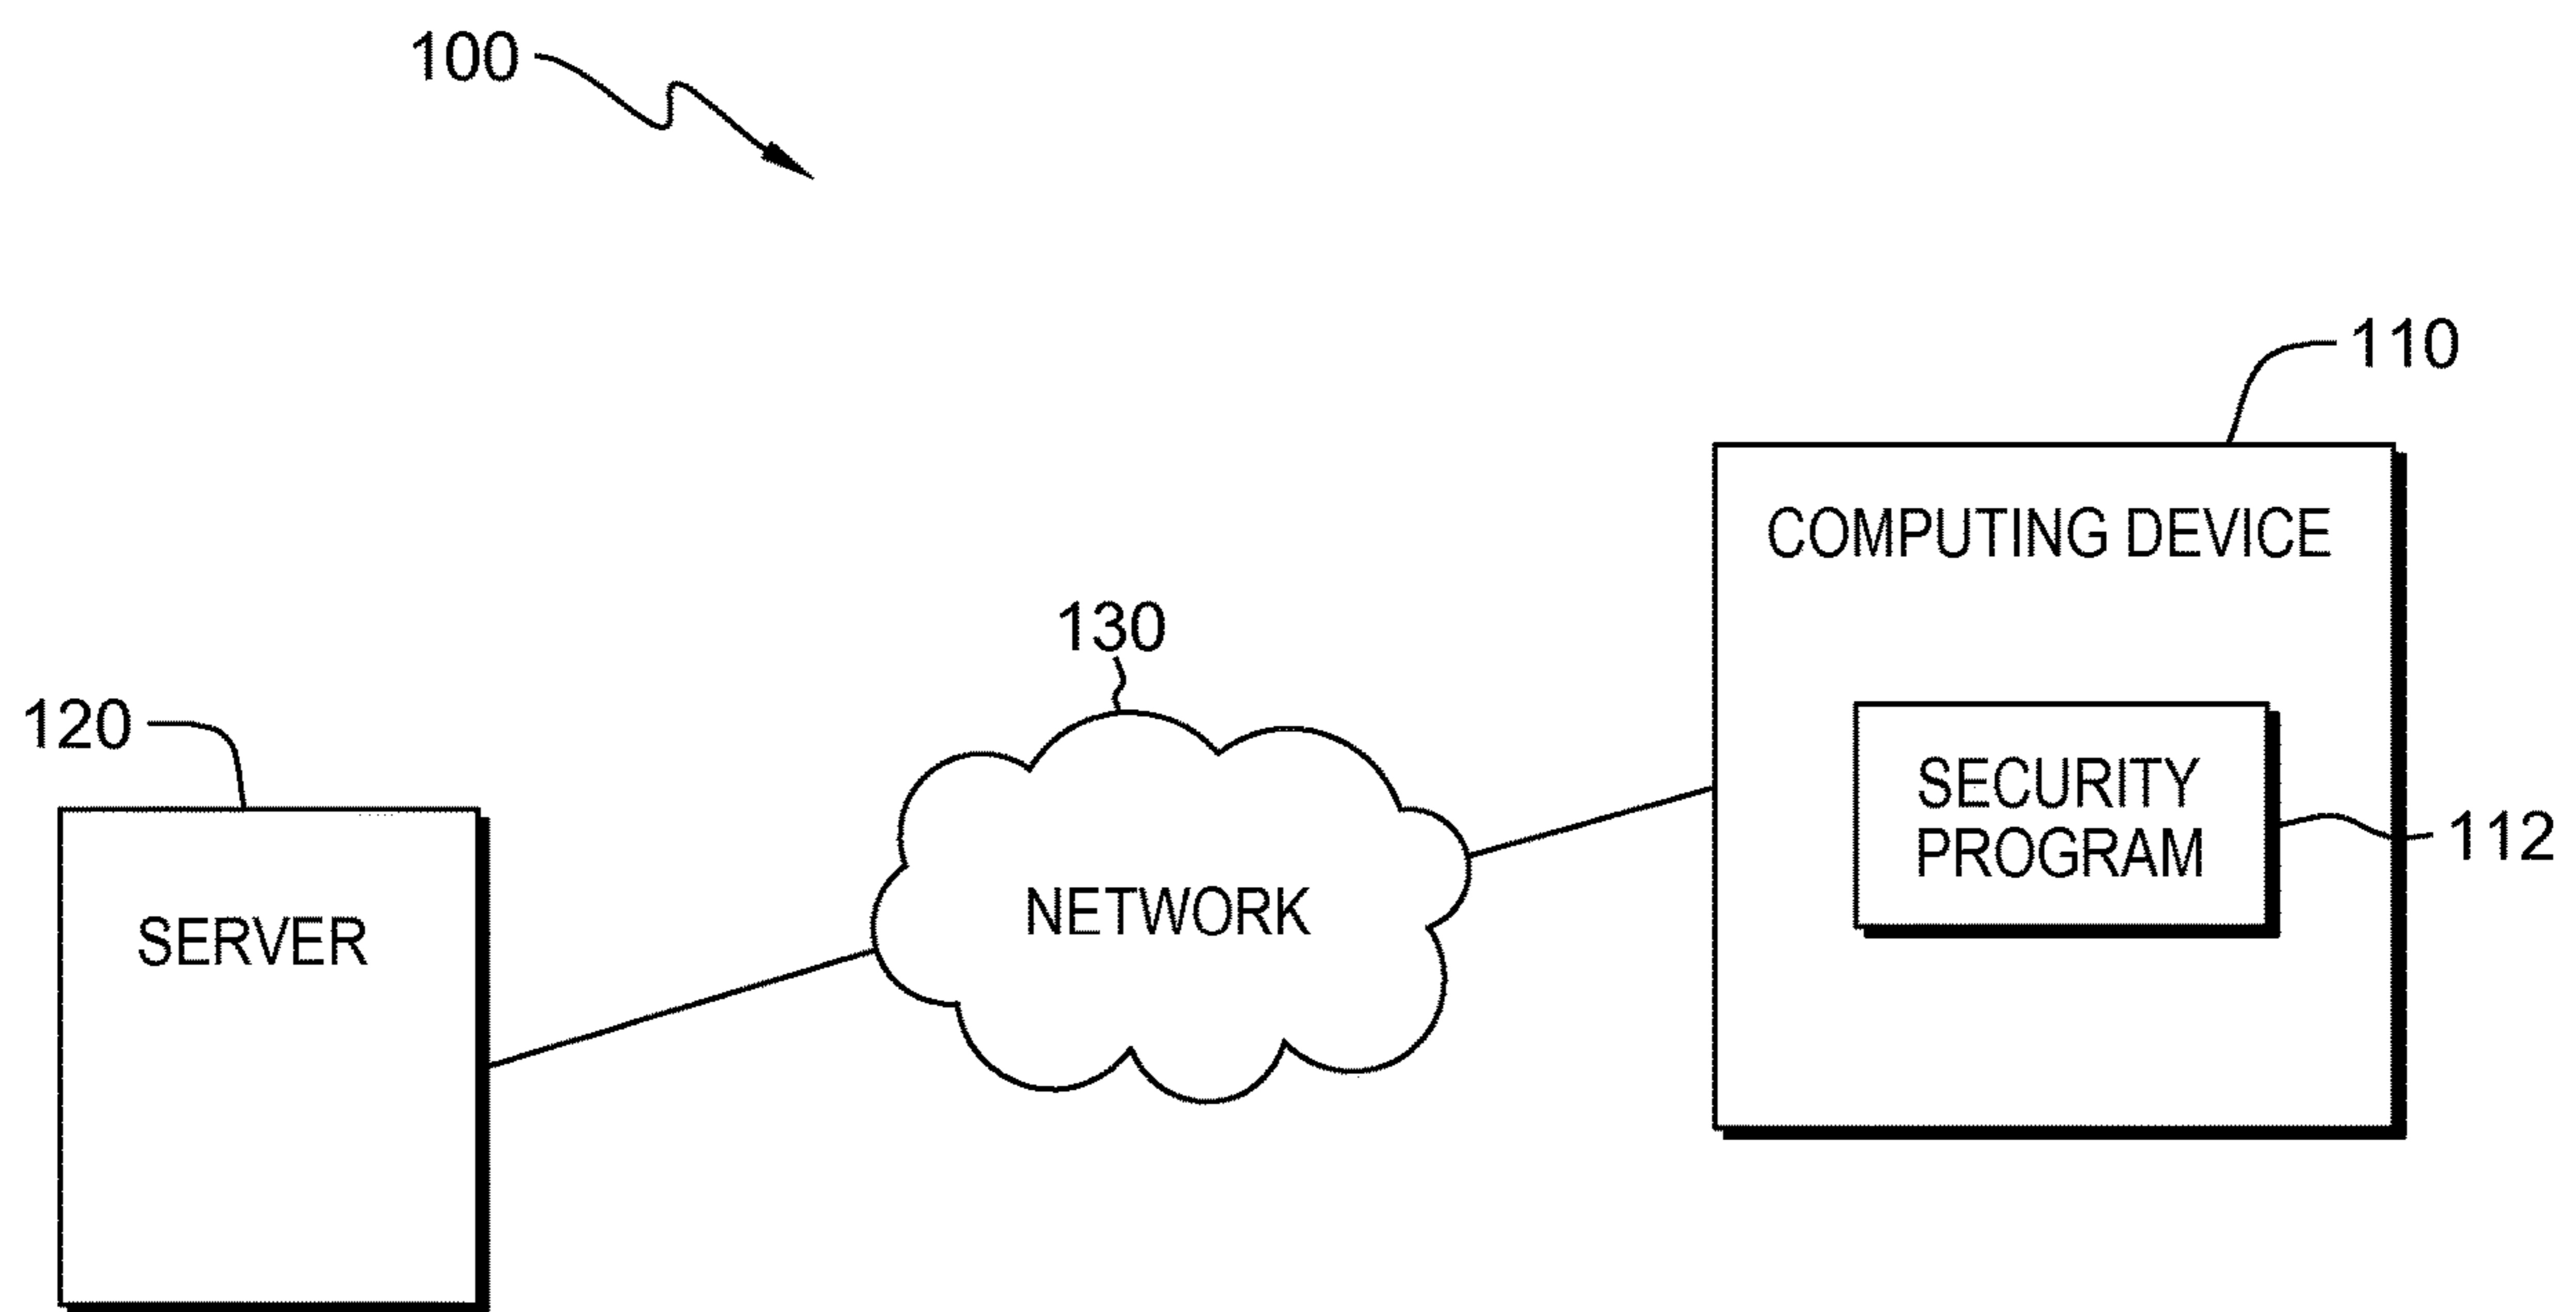 100
110
COMPUTING DEVICE
130
120
SECURITY
PROGRAM
112
NETWORK
SERVER